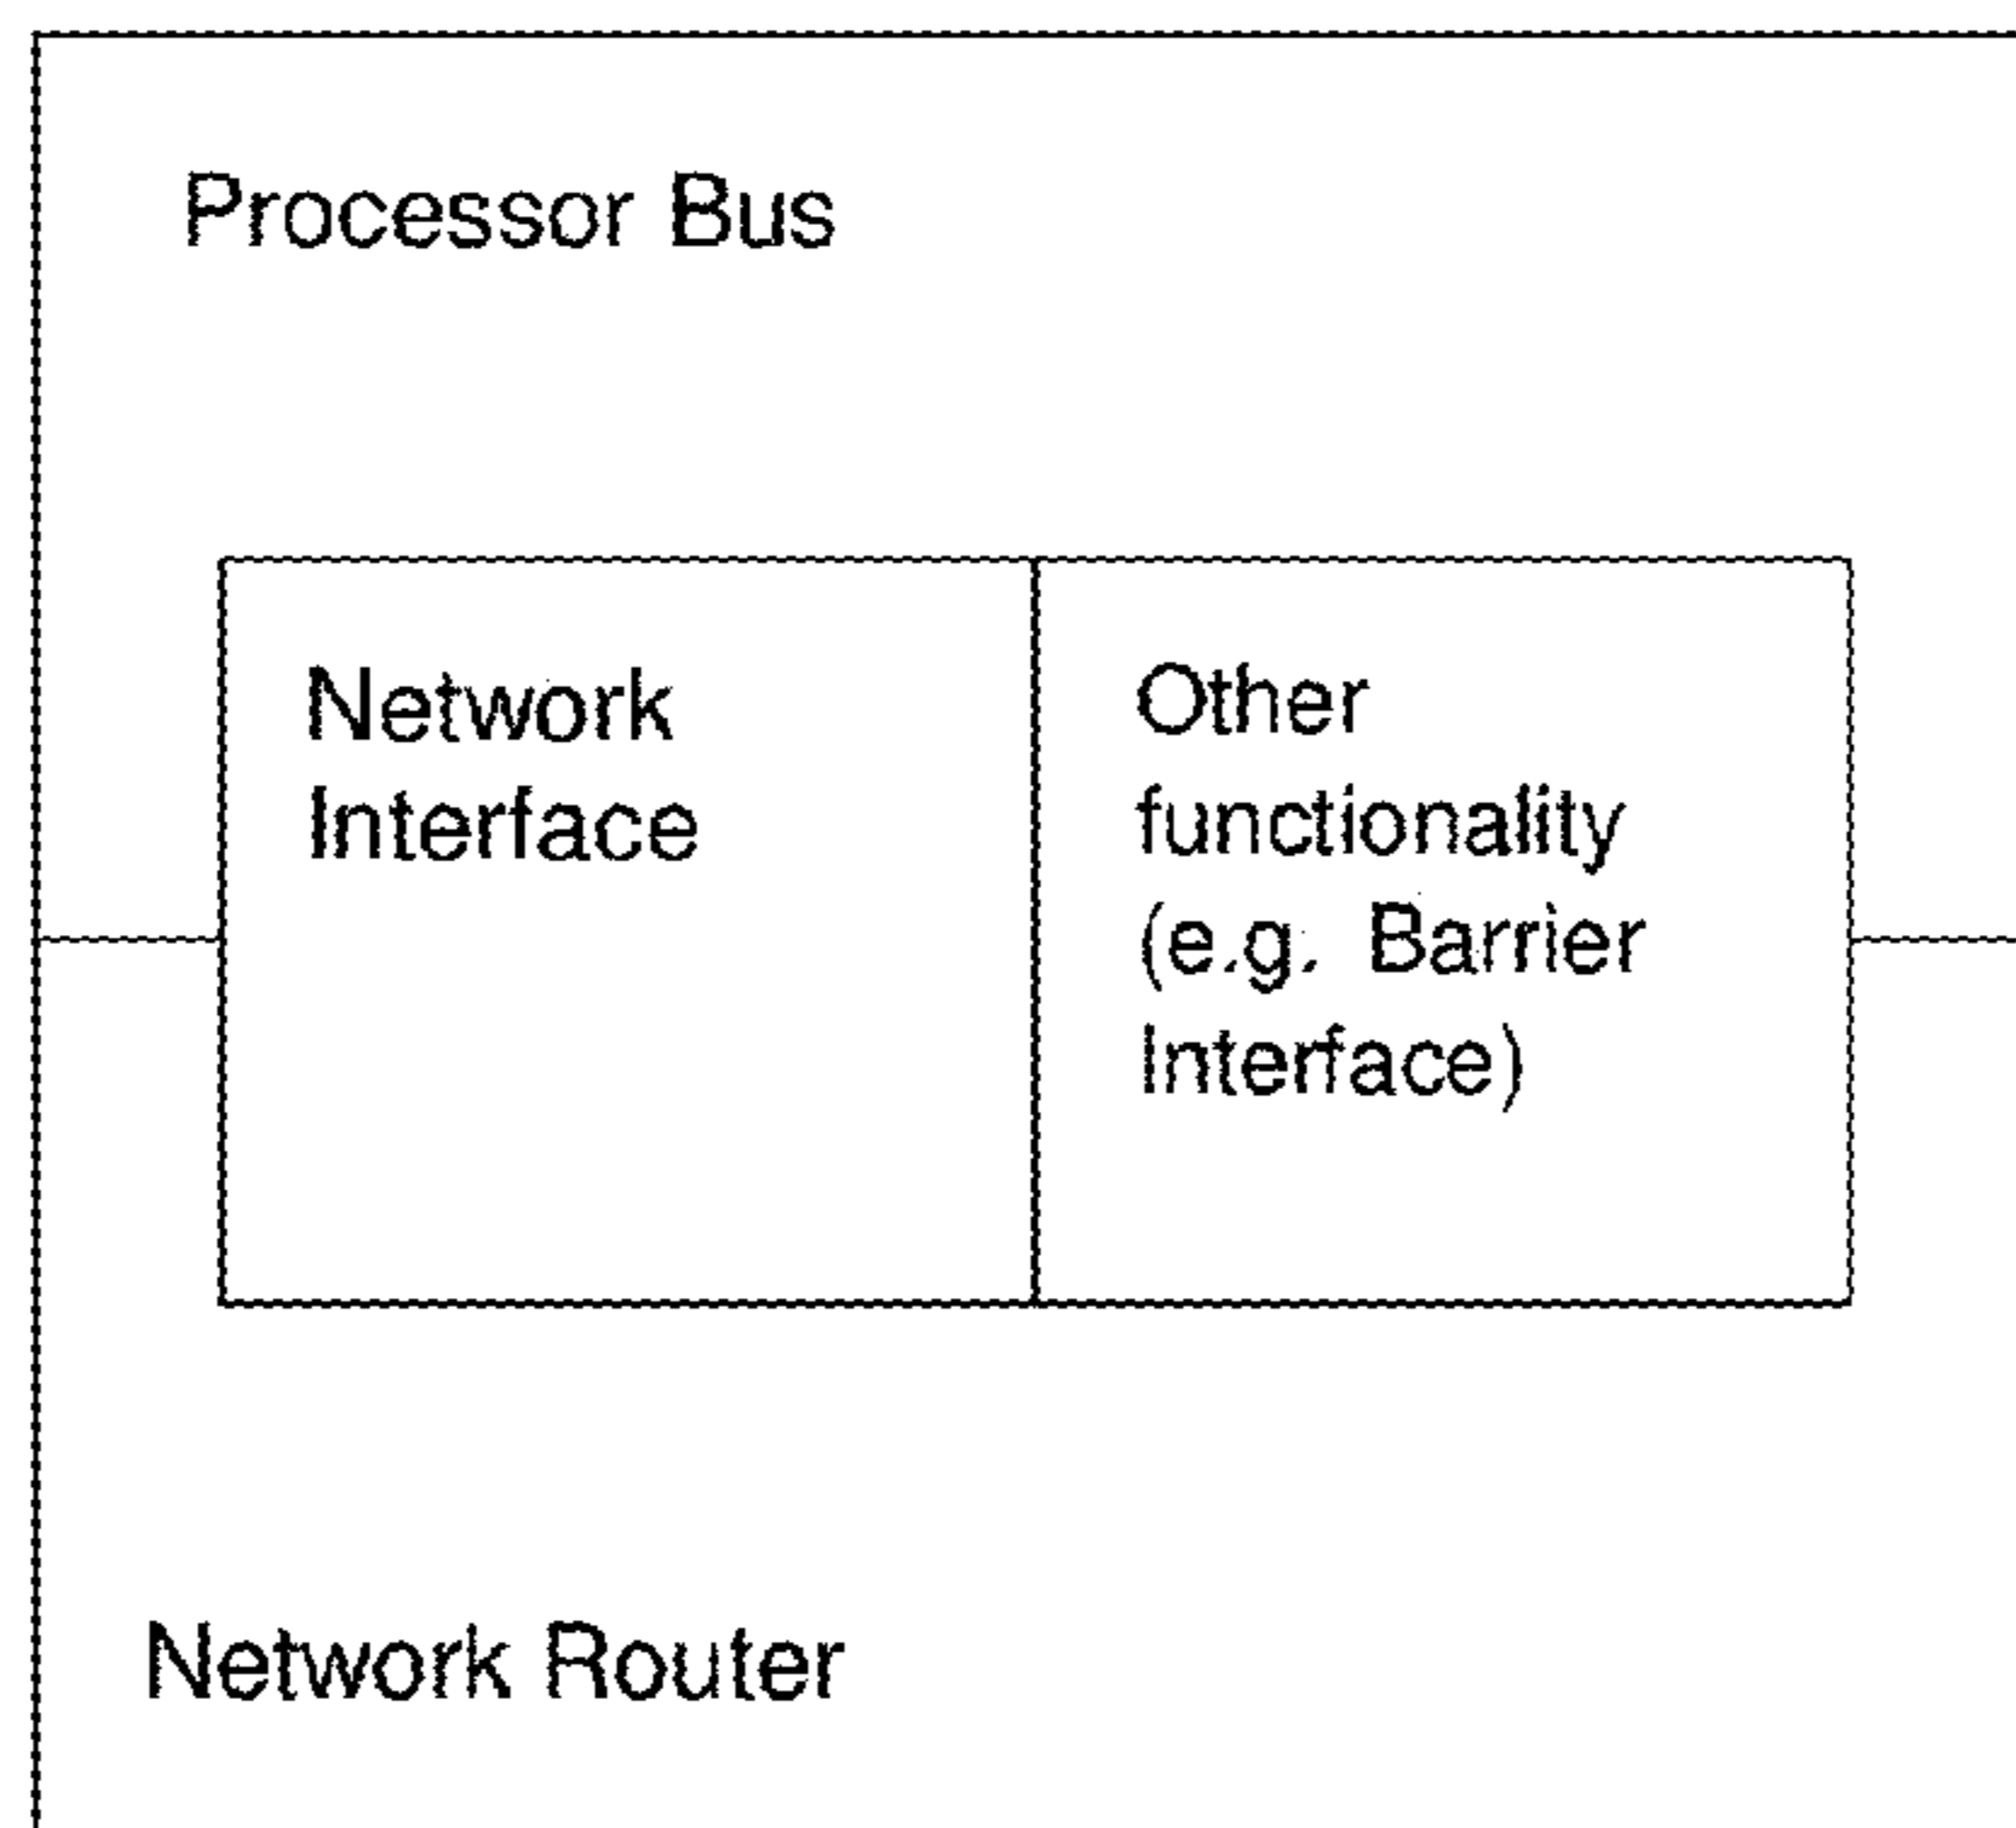 Processor Bus
Network
Interface
Other
functionality
(e.g. Barrier
Interface)
Network Router